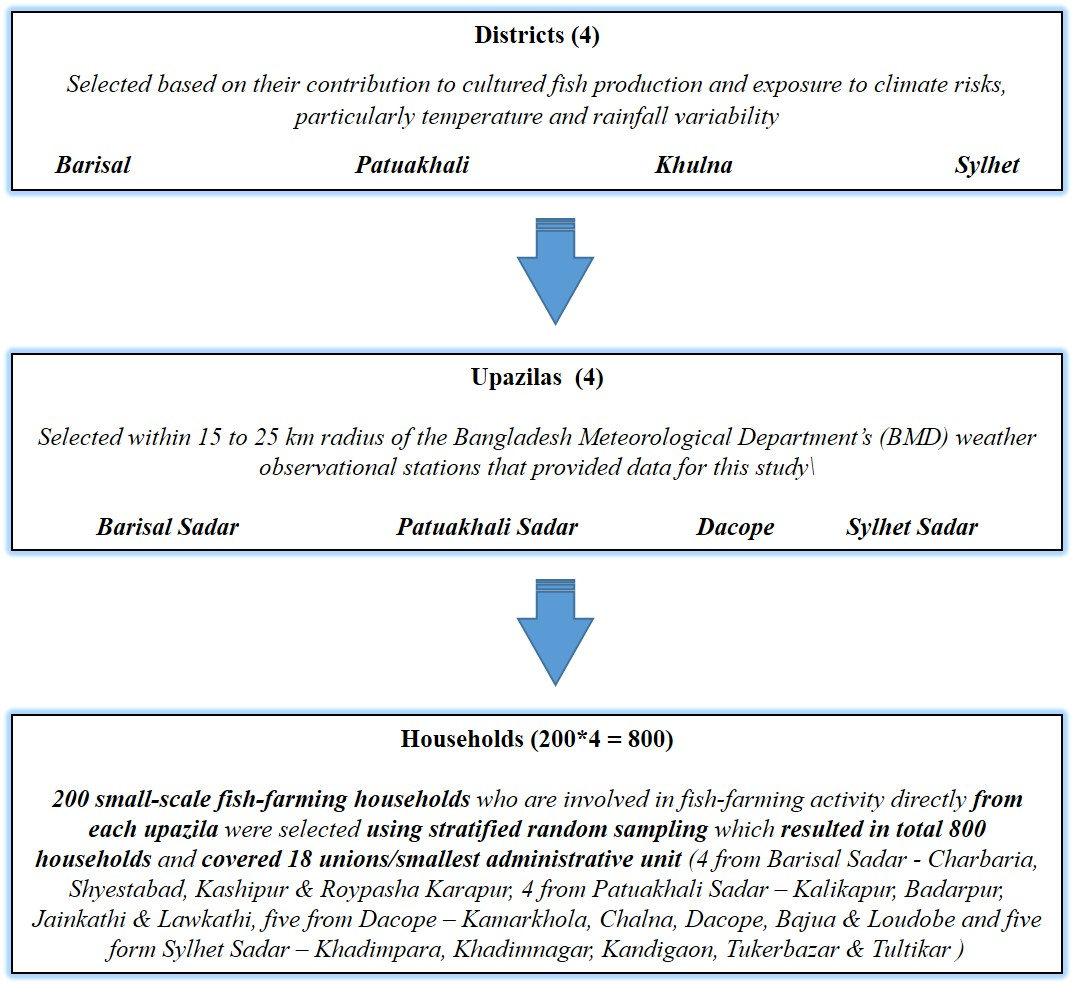 Districts (4)
Selected based on their contribution to cultured fish production and exposure to climate risks,
particularly temperature and rainfall variability
Barisal Patuakhali Khulna Sylhet
Upazilas (4)
Selected within 15 to 25 km radius of the Bangladesh Meteorological Department’s (BMD) weather
observational stations that provided data for this study\
Barisal Sadar Patuakhali Sadar Dacope Sylhet Sadar
Households (200*4 = 800)
200 small-scale fish-farming households who are involved in fish-farming activity directly from
each upazila were selected using stratified random sampling which resulted in total 800
households and covered 18 unions/smallest administrative unit (4 from Barisal Sadar - Charbaria,
Shyestabad, Kashipur & Roypasha Karapur, 4 from Patuakhali Sadar – Kalikapur, Badarpur,
Jainkathi & Lawkathi, five from Dacope – Kamarkhola, Chalna, Dacope, Bajua & Loudobe and five
form Sylhet Sadar – Khadimpara, Khadimnagar, Kandigaon, Tukerbazar & Tultikar )